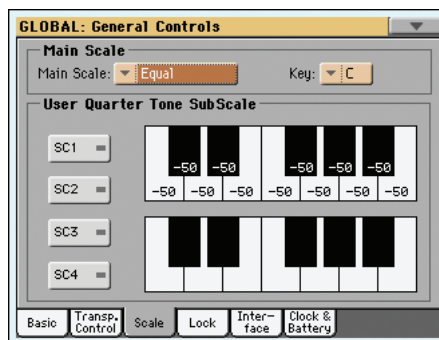 GLOBAL: General Controls
Main Scale
Main Scale: Equal Key: C
User Quarter Tone SubScale
SC1
-50 -50 -50 -50 -50
SC2
-50 -50 -50 -50 -50 -50 -50
SC3
SC4
Basic Transp. Control Scale Lock Inter- face Clock & Battery